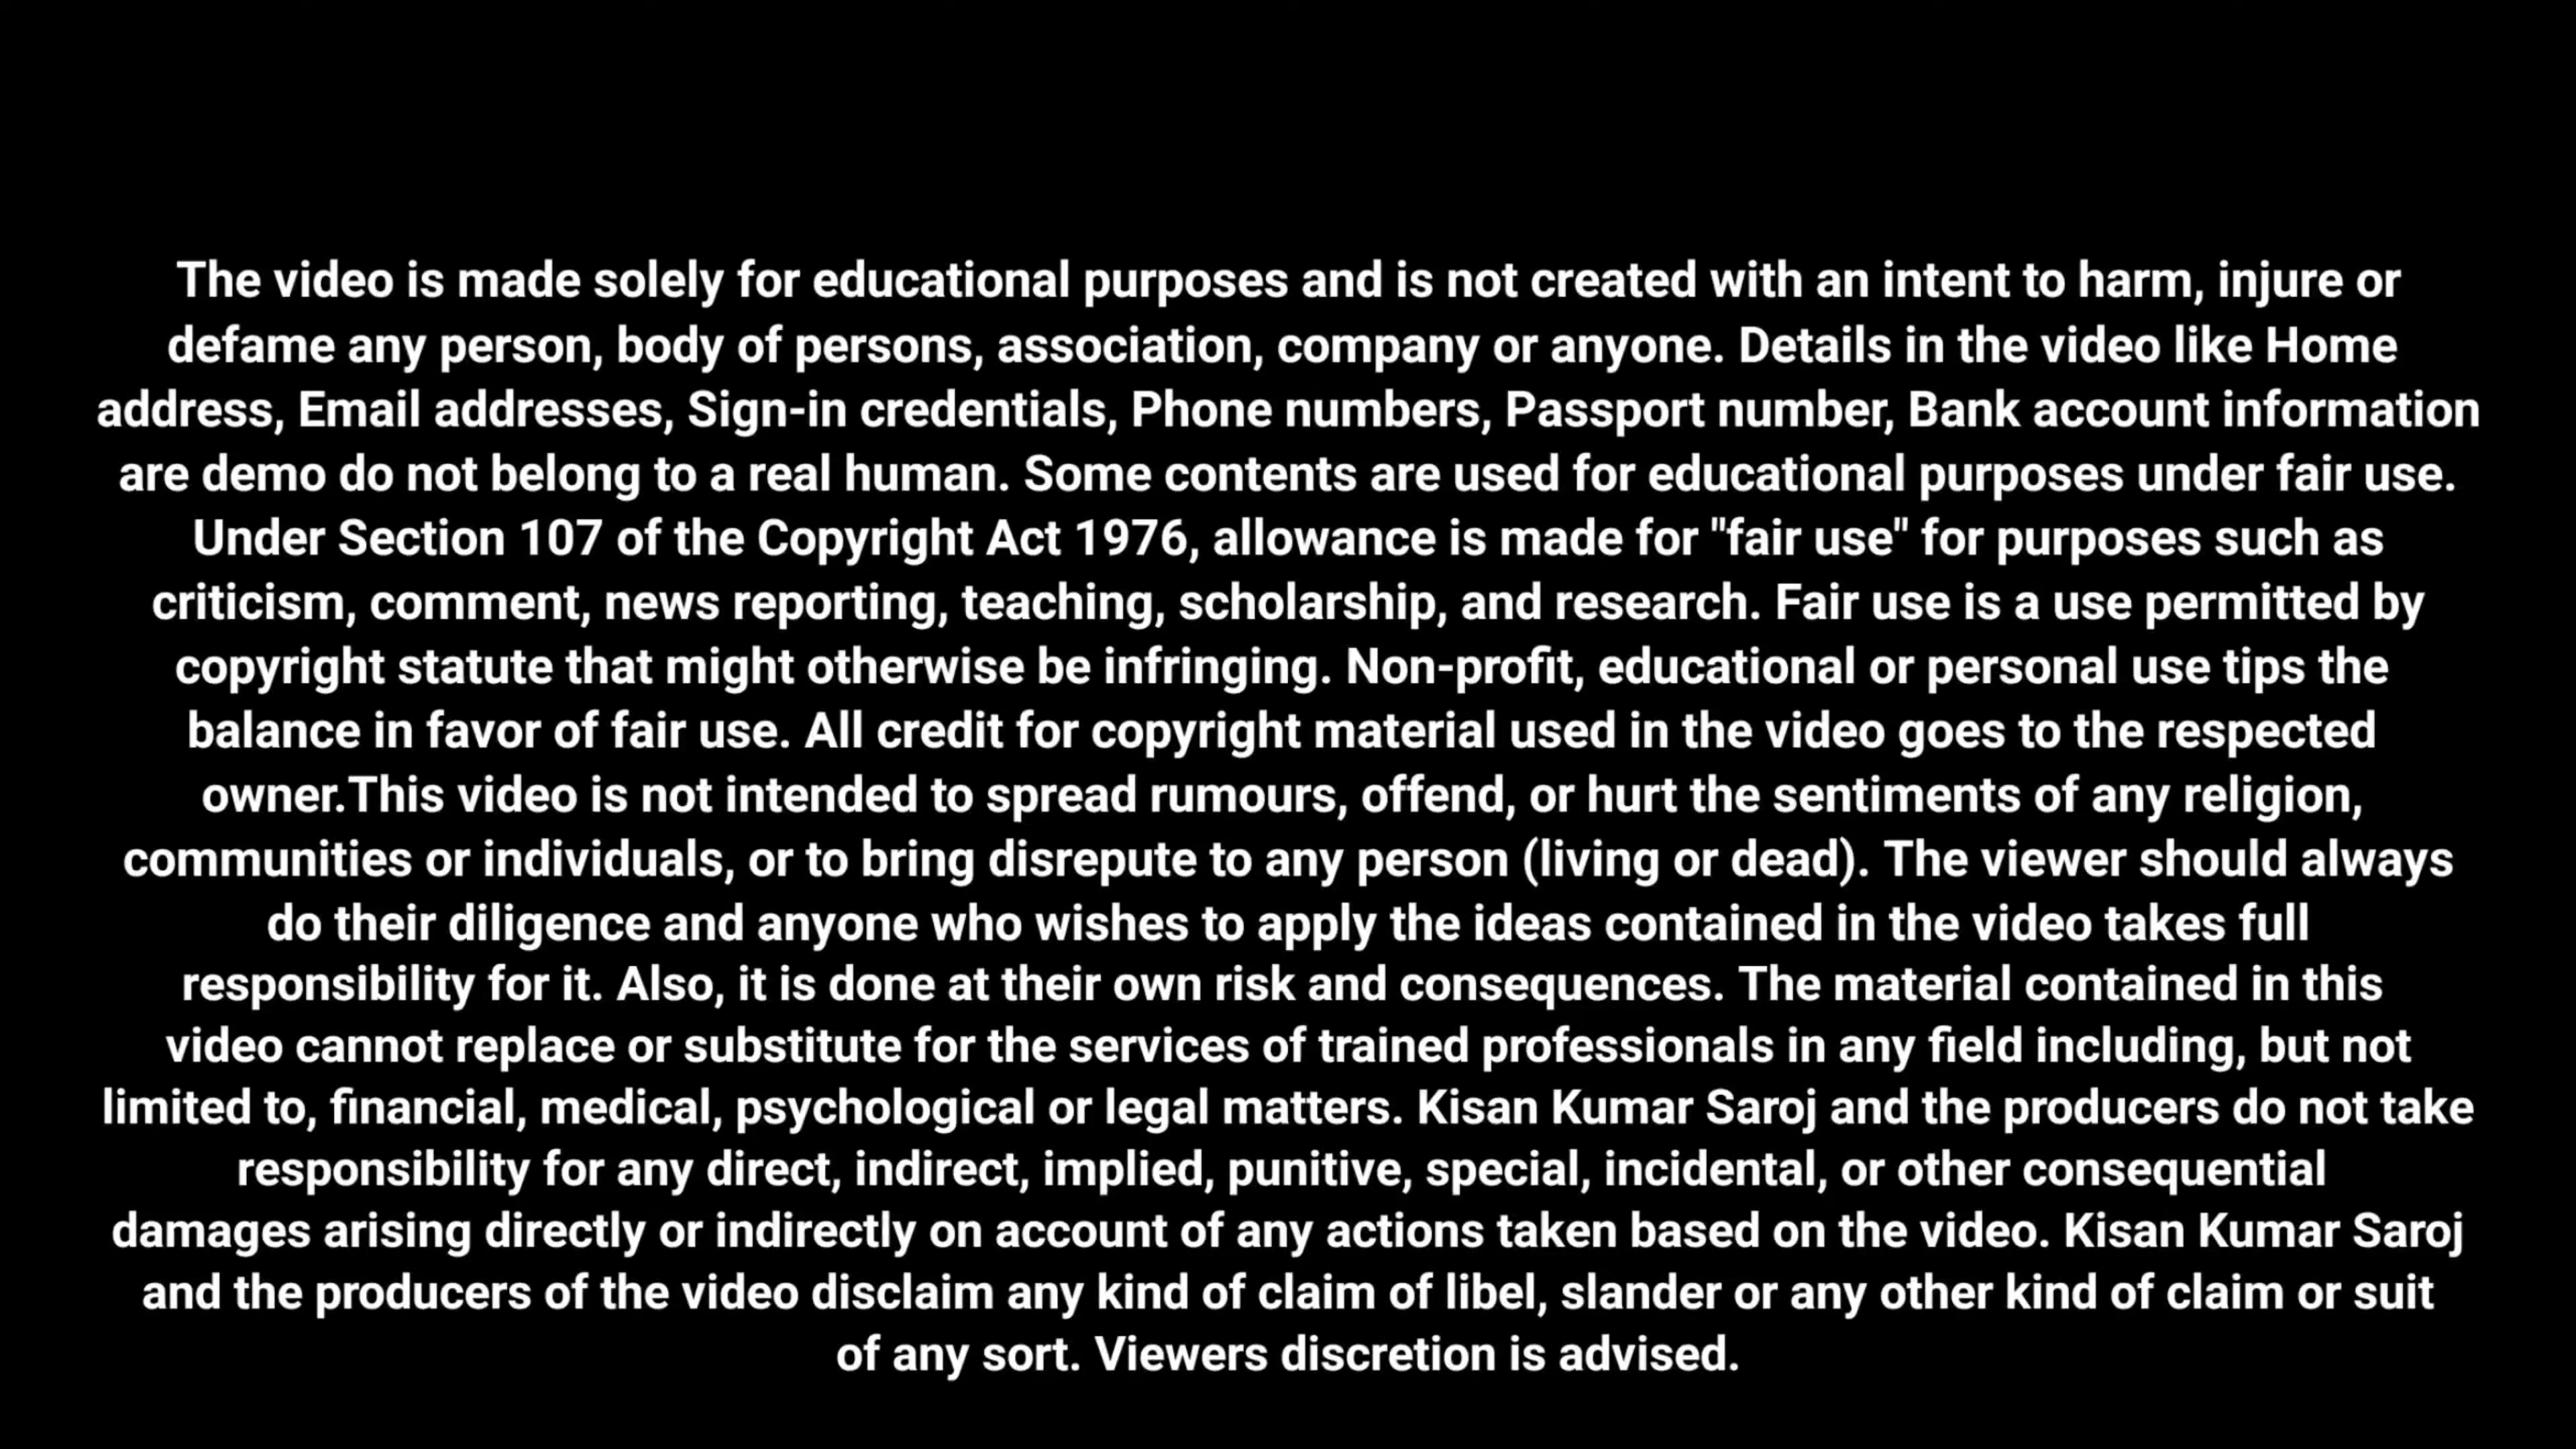 The video is made solely for educational purposes and is not created with an intent to harm, injure or
defame any person, body of persons, association, company or anyone. Details in the video like Home
address, Email addresses, Sign-in credentials, Phone numbers, Passport number, Bank account information
are demo do not belong to a real human. Some contents are used for educational purposes under fair use.
Under Section 107 of the Copyright Act 1976, allowance is made for "fair use" for purposes such as
criticism, comment, news reporting, teaching, scholarship, and research. Fair use is a use permitted by
copyright statute that might otherwise be infringing. Non-profit, educational or personal use tips the
balance in favor of fair use. All credit for copyright material used in the video goes to the respected
owner.This video is not intended to spread rumours, offend, or hurt the sentiments of any religion,
communities or individuals, or to bring disrepute to any person (living or dead). The viewer should always
do their diligence and anyone who wishes to apply the ideas contained in the video takes full
responsibility for it. Also, it is done at their own risk and consequences. The material contained in this
video cannot replace or substitute for the services of trained professionals in any field including, but not
limited to, financial, medical, psychological or legal matters. Kisan Kumar Saroj and the producers do not take
responsibility for any direct, indirect, implied, punitive, special, incidental, or other consequential
damages arising directly or indirectly on account of any actions taken based on the video. Kisan Kumar Saroj
and the producers of the video disclaim any kind of claim of libel, slander or any other kind of claim or suit
of any sort. Viewers discretion is advised.